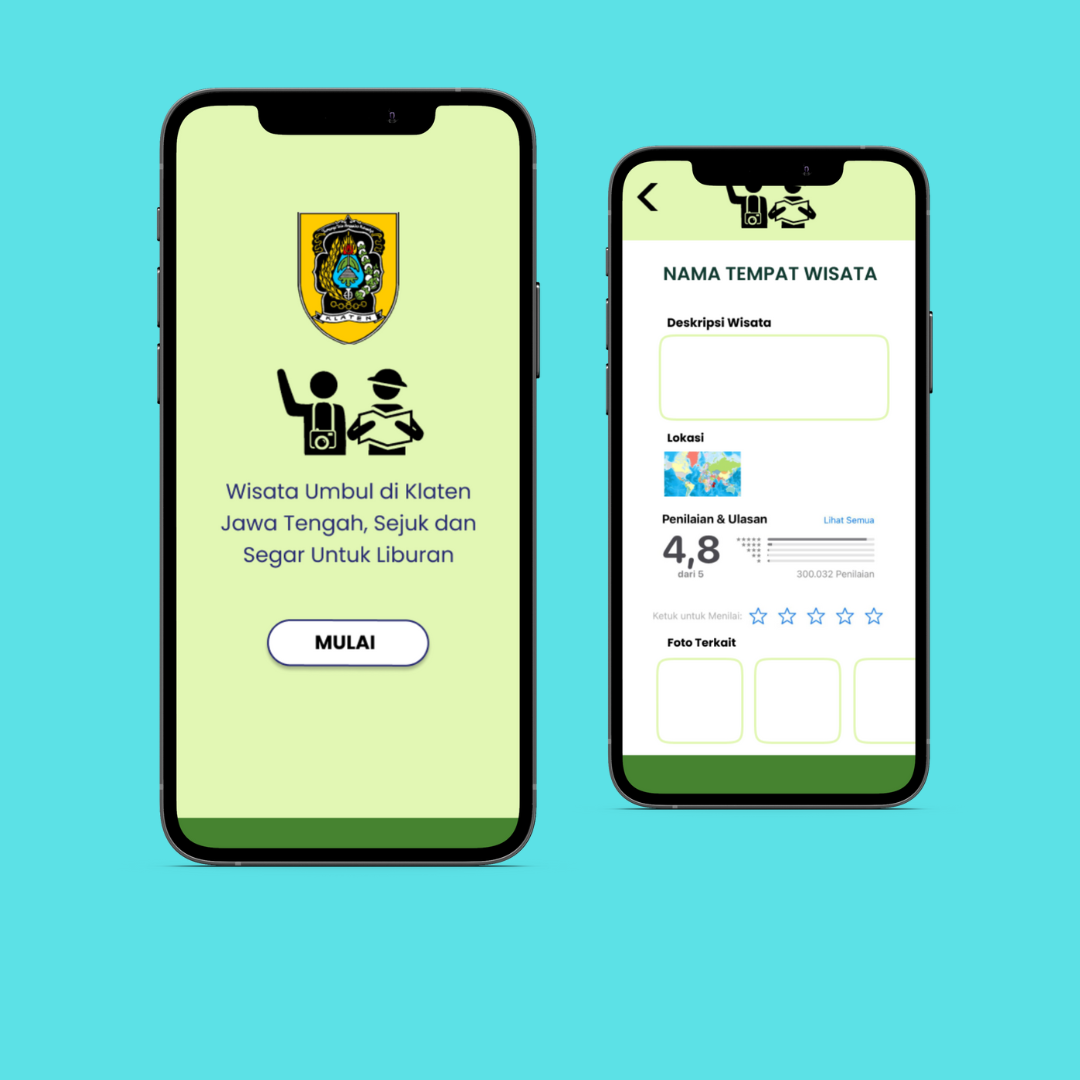 KLATEN
Wisata Umbul di Klaten
Jawa Tengah, Sejuk dan
Segar Untuk Liburan
MULAI
NAMA TEMPAT WISATA
Deskripsi Wisata
Lokasi
Penilaian & Ulasan
Lihat Semua
4,8
dari 5
300.032 Penilaian
Ketuk untuk Menilai:
Foto Terkait